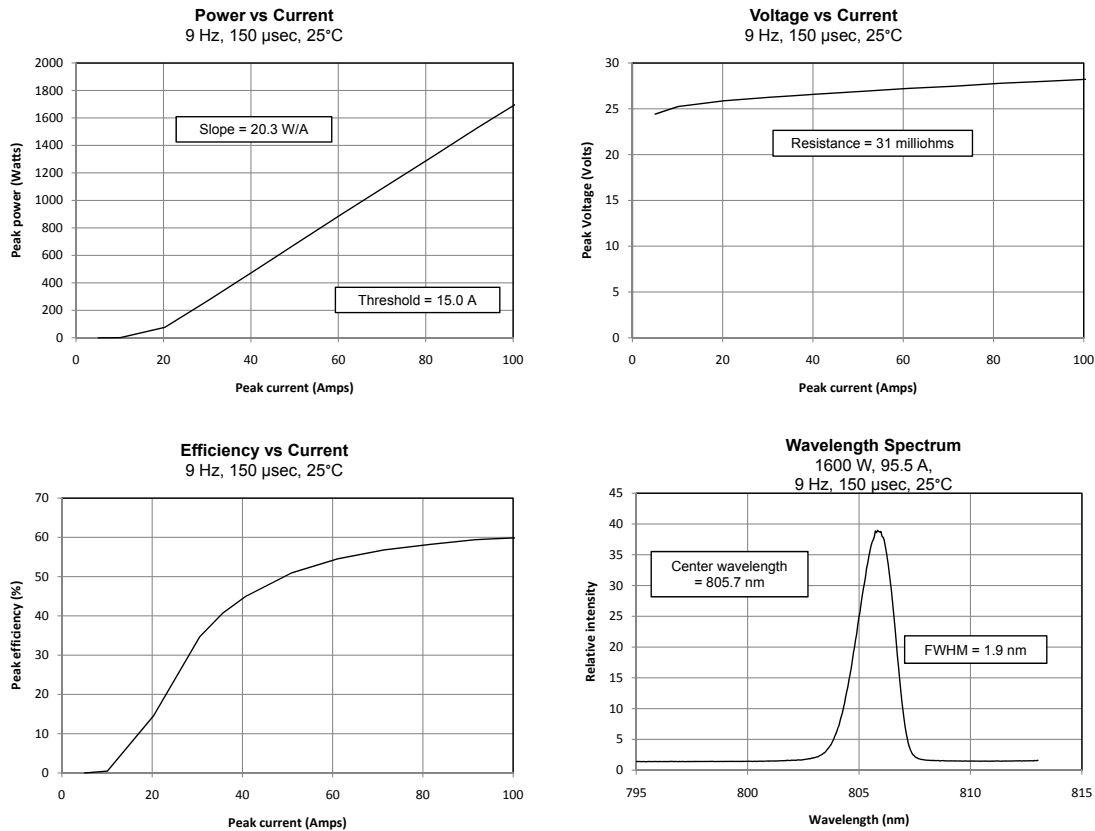 Power vs Current
9 Hz, 150 µsec, 25°C
2000
1800
1600
1400
1200
1000
800
600
400
200
0
Peak power (Watts)
Slope = 20.3 W/A
Threshold = 15.0 A
0 20 40 60 80 100
Peak current (Amps)
Voltage vs Current
9 Hz, 150 µsec, 25°C
30
25
20
15
10
5
0
Peak Voltage (Volts)
Resistance = 31 milliohms
0 20 40 60 80 100
Peak current (Amps)
Efficiency vs Current
9 Hz, 150 µsec, 25°C
70
60
50
40
30
20
10
0
Peak efficiency (%)
0 20 40 60 80 100
Peak current (Amps)
Wavelength Spectrum
1600 W, 95.5 A,
9 Hz, 150 µsec, 25°C
45
40
35
30
25
20
15
10
5
0
Relative intensity
Center wavelength
= 805.7 nm
FWHM = 1.9 nm
795 800 805 810 815
Wavelength (nm)